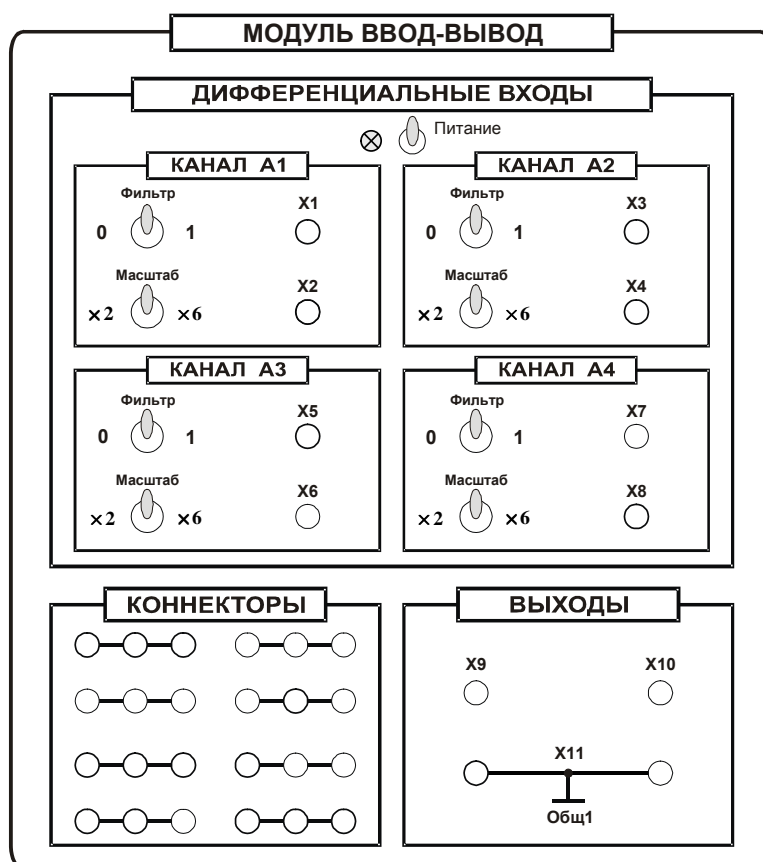 МОДУЛЬ ВВОД-ВЫВОД
ДИФФЕРЕНЦИАЛЬНЫЕ ВХОДЫ
Питание
КАНАЛ А1
Фильтр
X1
0 1
Масштаб
X2
×2 ×6
КАНАЛ А2
Фильтр
X3
0 1
Масштаб
X4
×2 ×6
КАНАЛ А3
Фильтр
X5
0 1
Масштаб
X6
×2 ×6
КАНАЛ А4
Фильтр
X7
0 1
Масштаб
X8
×2 ×6
КОННЕКТОРЫ
ВЫХОДЫ
X9 X10
X11
Общ1